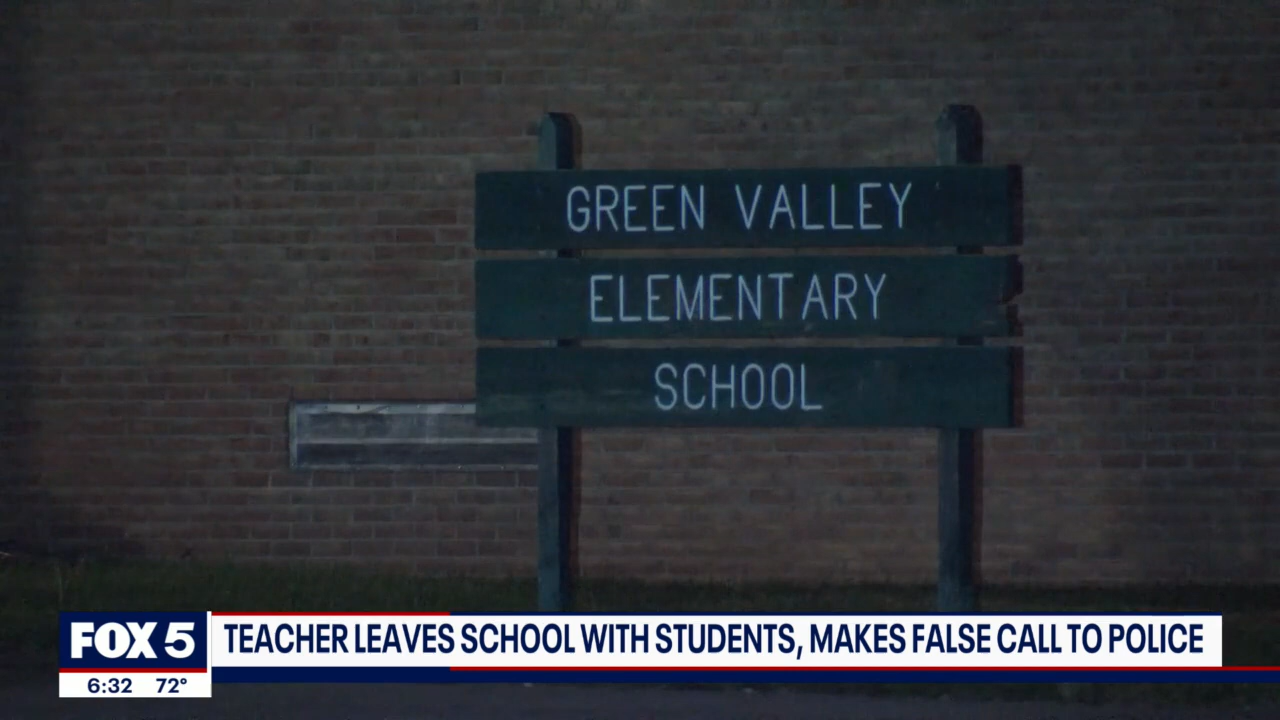 GREEN VALLEY
ELEMENTARY
SCHOOL
FOX 5
TEACHER LEAVES SCHOOL WITH STUDENTS, MAKES FALSE CALL TO POLICE
6:32 72°